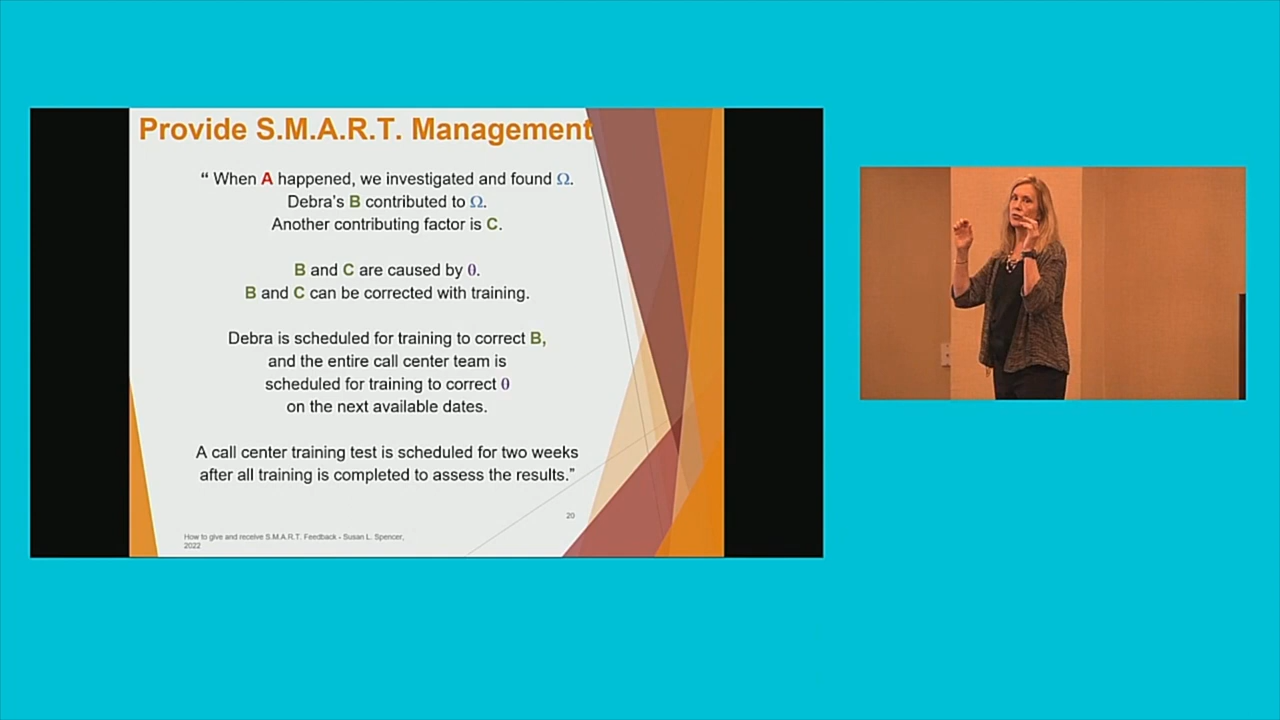 Provide S.M.A.R.T. Management
“ When A happened, we investigated and found Ω.
Debra’s B contributed to Ω.
Another contributing factor is C.
B and C are caused by θ.
B and C can be corrected with training.
Debra is scheduled for training to correct B,
and the entire call center team is
scheduled for training to correct θ
on the next available dates.
A call center training test is scheduled for two weeks
after all training is completed to assess the results.”
20
How to give and receive S.M.A.R.T. Feedback - Susan L. Spencer,
2022